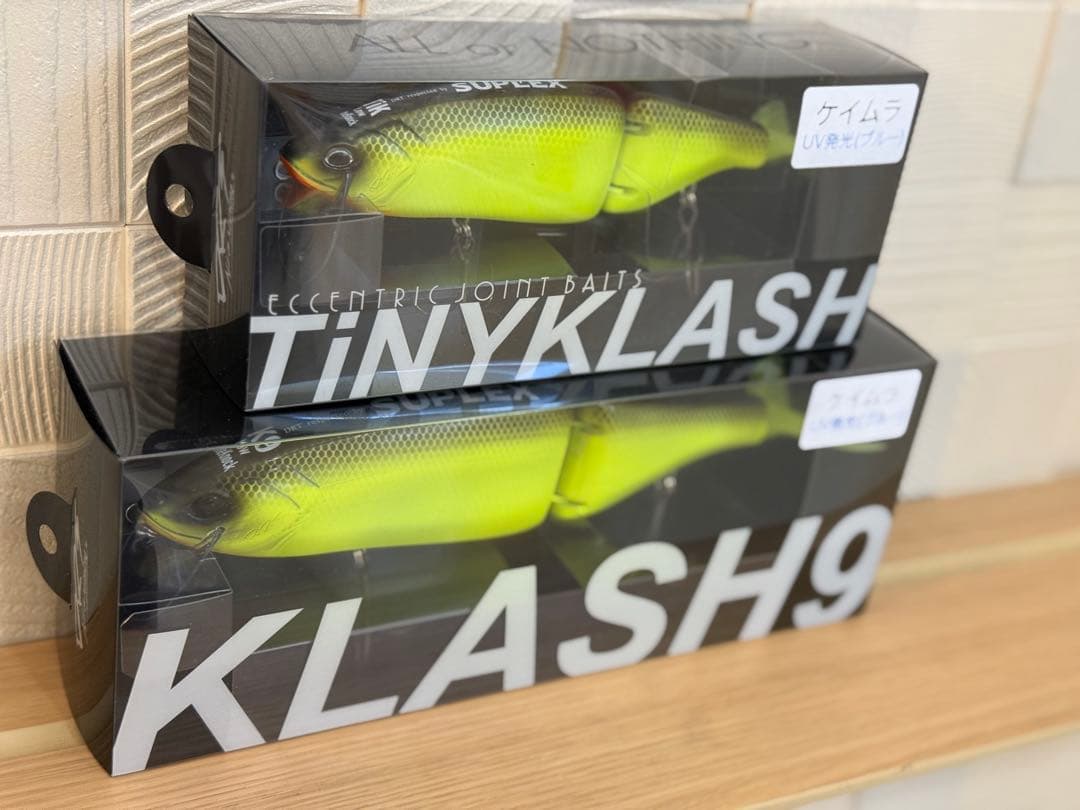 ALL or NOTHING
SUPLEX
ケイムラ
UV発光(ブルー)
ECCENTRIC JOINT BAITS
TiNYKLASH
SUPLEX
ケイムラ
UV発光(ブルー)
KLASH9